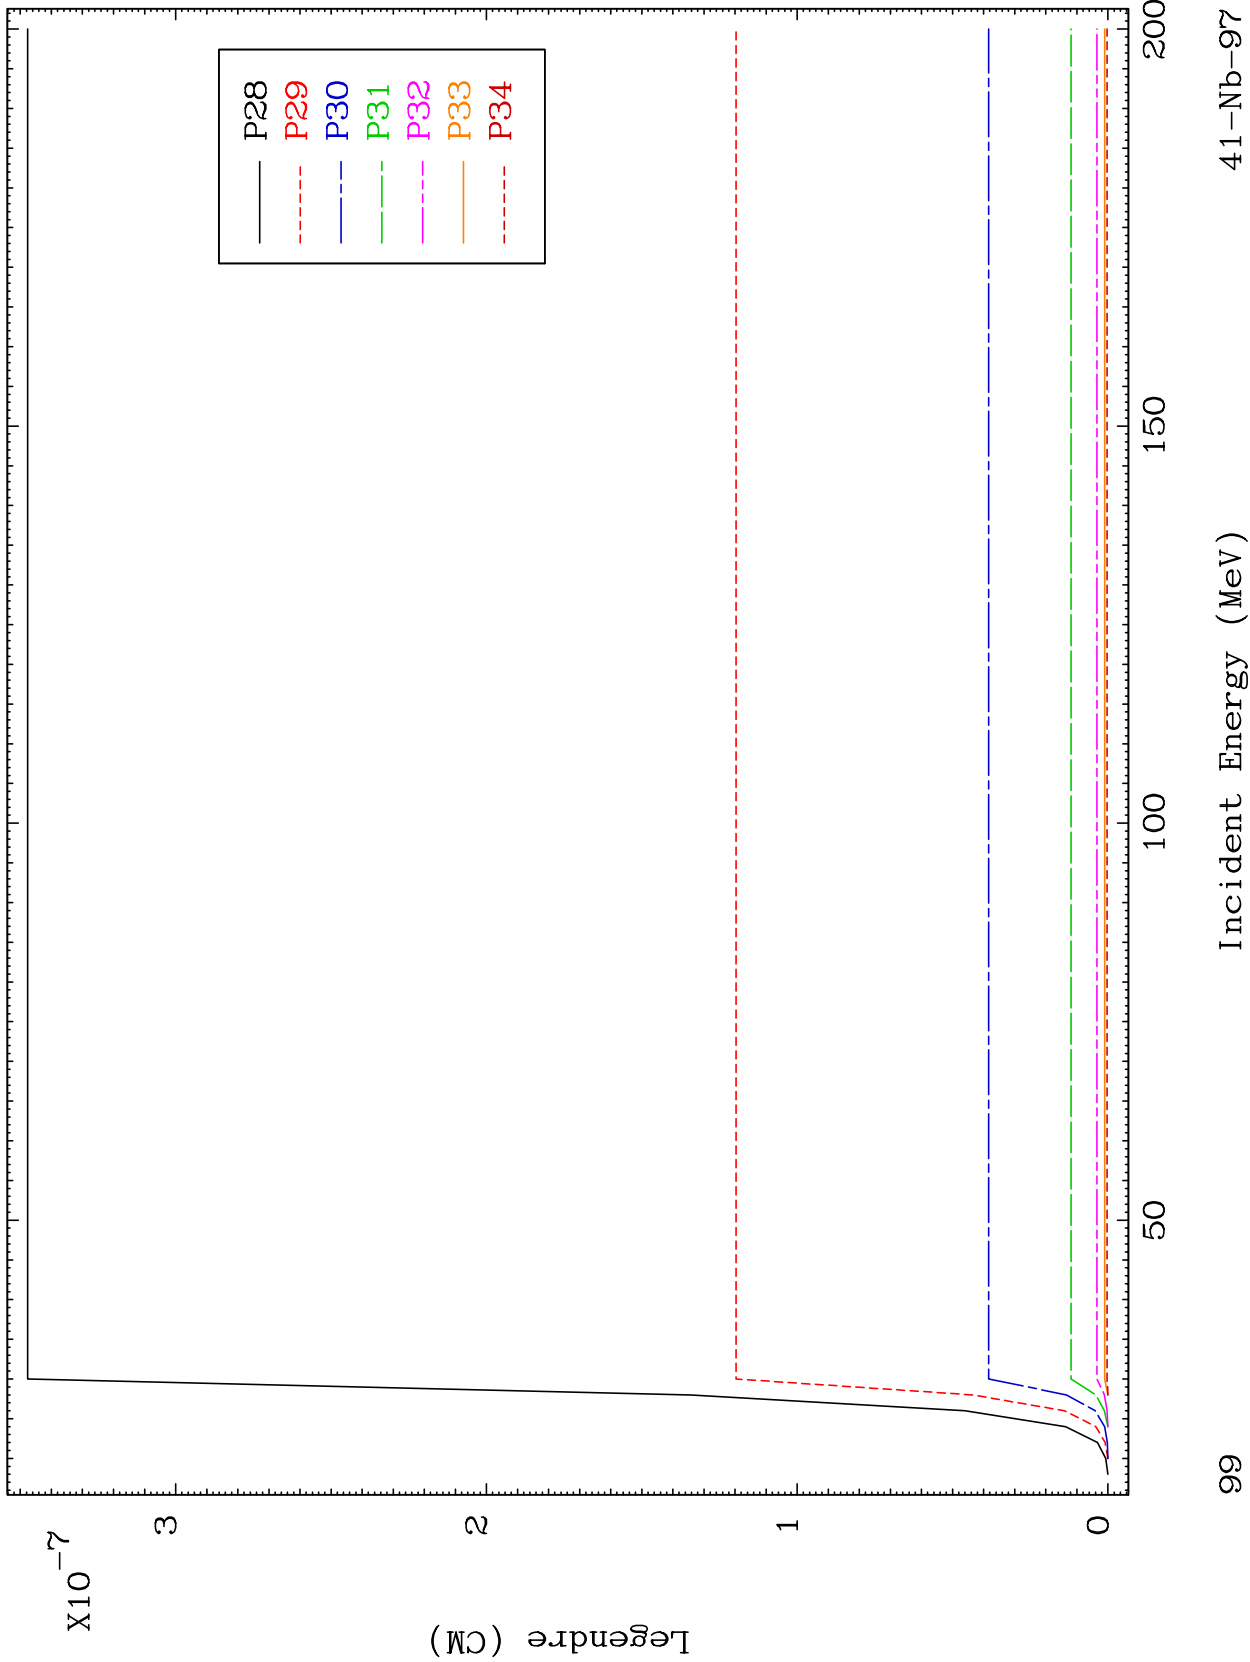 X10^-7
Legendre (CM)
3
2
1
0
P28
P29
P30
P31
P32
P33
P34
50
100
150
200
Incident Energy (MeV)
99
41-Nb-97